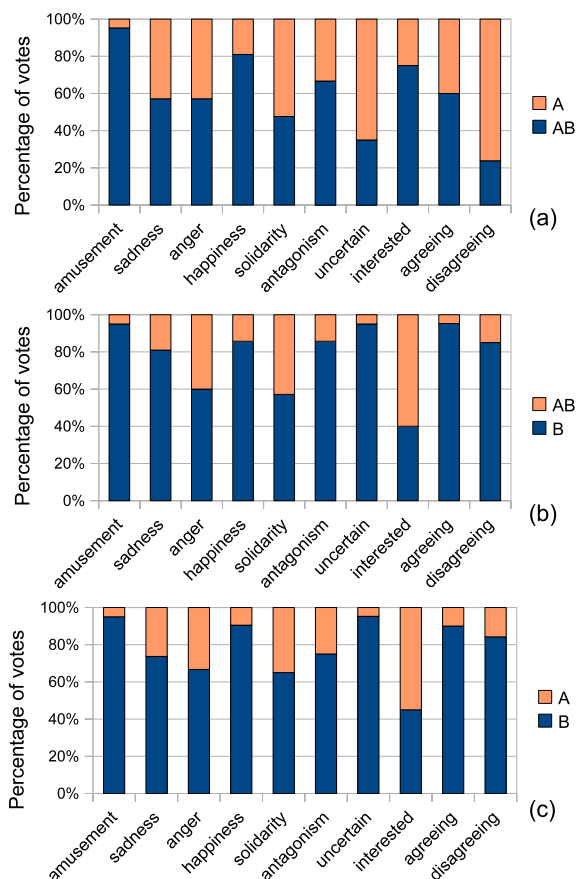 100%
80%
60%
40%
20%
0%
Percentage of votes
amusement
sadness
anger
happiness
solidarity
antagonism
uncertain
interested
agreeing
disagreeing
A
AB
(a)
100%
80%
60%
40%
20%
0%
Percentage of votes
amusement
sadness
anger
happiness
solidarity
antagonism
uncertain
interested
agreeing
disagreeing
AB
B
(b)
100%
80%
60%
40%
20%
0%
Percentage of votes
amusement
sadness
anger
happiness
solidarity
antagonism
uncertain
interested
agreeing
disagreeing
A
B
(c)